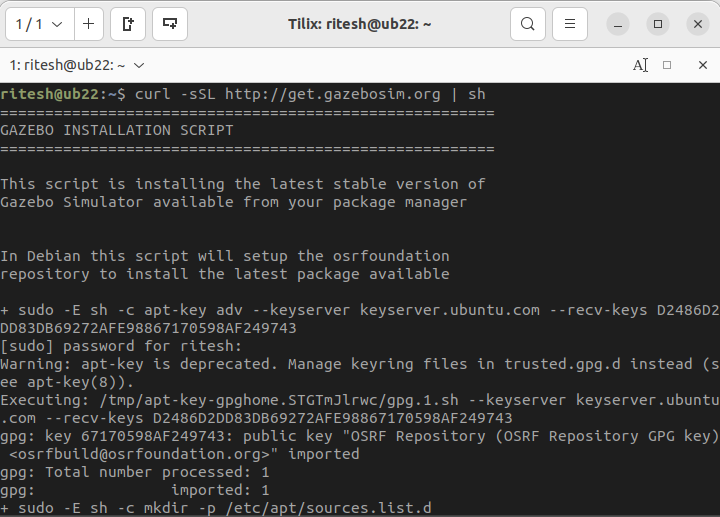 1 / 1
Tilix: ritesh@ub22: ~
1: ritesh@ub22: ~
ritesh@ub22:~$ curl -sSL http://get.gazebosim.org | sh
=======================================================
GAZEBO INSTALLATION SCRIPT
=======================================================
This script is installing the latest stable version of
Gazebo Simulator available from your package manager
In Debian this script will setup the osrfoundation
repository to install the latest package available
+ sudo -E sh -c apt-key adv --keyserver keyserver.ubuntu.com --recv-keys D2486D2
DD83DB69272AFE98867170598AF249743
[sudo] password for ritesh:
Warning: apt-key is deprecated. Manage keyring files in trusted.gpg.d instead (s
ee apt-key(8)).
Executing: /tmp/apt-key-gpghome.STGTmJlrwc/gpg.1.sh --keyserver keyserver.ubuntu
.com --recv-keys D2486D2DD83DB69272AFE98867170598AF249743
gpg: key 67170598AF249743: public key "OSRF Repository (OSRF Repository GPG key)
 <osrfbuild@osrfoundation.org>" imported
gpg: Total number processed: 1
gpg:               imported: 1
+ sudo -E sh -c mkdir -p /etc/apt/sources.list.d